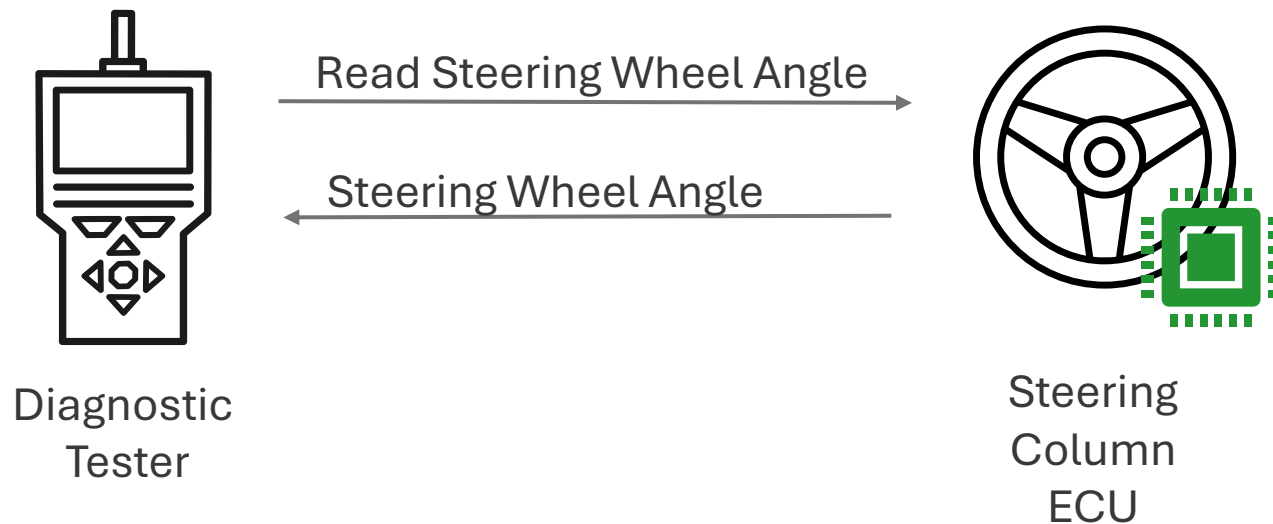 Read Steering Wheel Angle
Steering Wheel Angle
Diagnostic
Tester
Steering
Column
ECU